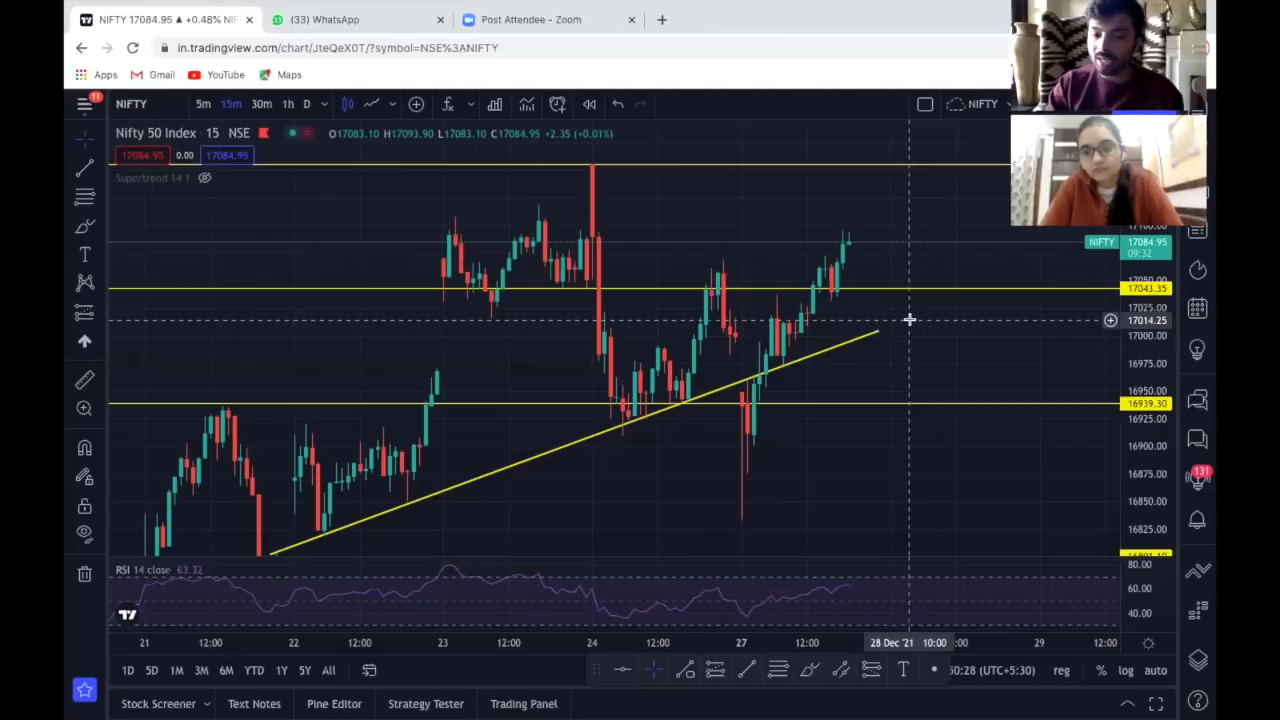 NIFTY 17084.95 ▲ +0.48% NIF
(33) WhatsApp
Post Attendee - Zoom
in.tradingview.com/chart/JteQeX0T/?symbol=NSE%3ANIFTY
Apps Gmail YouTube Maps
11
NIFTY 5m 15m 30m 1h D NIFTY
Nifty 50 Index · 15 NSE O17083.10 H17093.90 L17083.10 C17084.95 +2.35 (+0.01%)
17084.95 0.00 17084.95
Supertrend 14 1
17100.00
NIFTY 17084.95
09:32
17050.00
17043.35
17025.00
17014.25
17000.00
16975.00
16950.00
16939.30
16925.00
16900.00
16875.00
16850.00
16825.00
131
RSI 14 close 63.32
80.00
60.00
40.00
21 12:00 22 12:00 23 12:00 24 12:00 27 12:00 28 Dec '21 10:00 :00 29 12:00
1D 5D 1M 3M 6M YTD 1Y 5Y All
50:28 (UTC+5:30) reg % log auto
Stock Screener Text Notes Pine Editor Strategy Tester Trading Panel